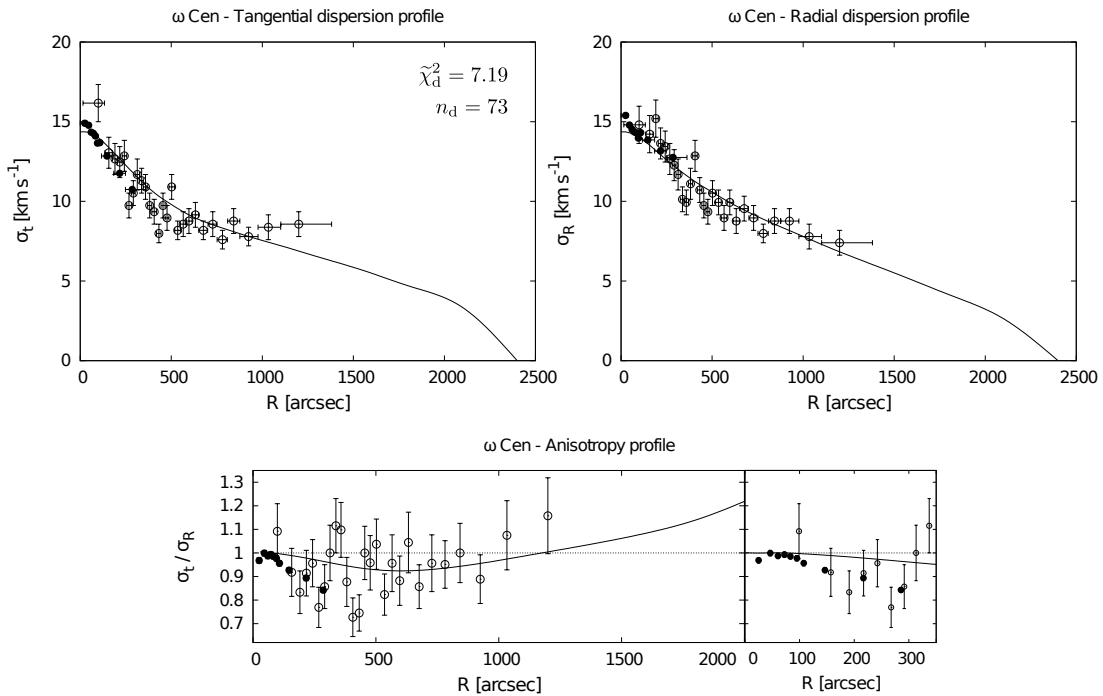 ω Cen - Tangential dispersion profile
σt [km s-1]
20
15
10
5
0
χ̃²d = 7.19
nd = 73
0 500 1000 1500 2000 2500
R [arcsec]
ω Cen - Radial dispersion profile
σR [km s-1]
20
15
10
5
0
0 500 1000 1500 2000 2500
R [arcsec]
ω Cen - Anisotropy profile
σt / σR
1.3
1.2
1.1
1
0.9
0.8
0.7
0 500 1000 1500 2000
R [arcsec]
0 100 200 300
R [arcsec]